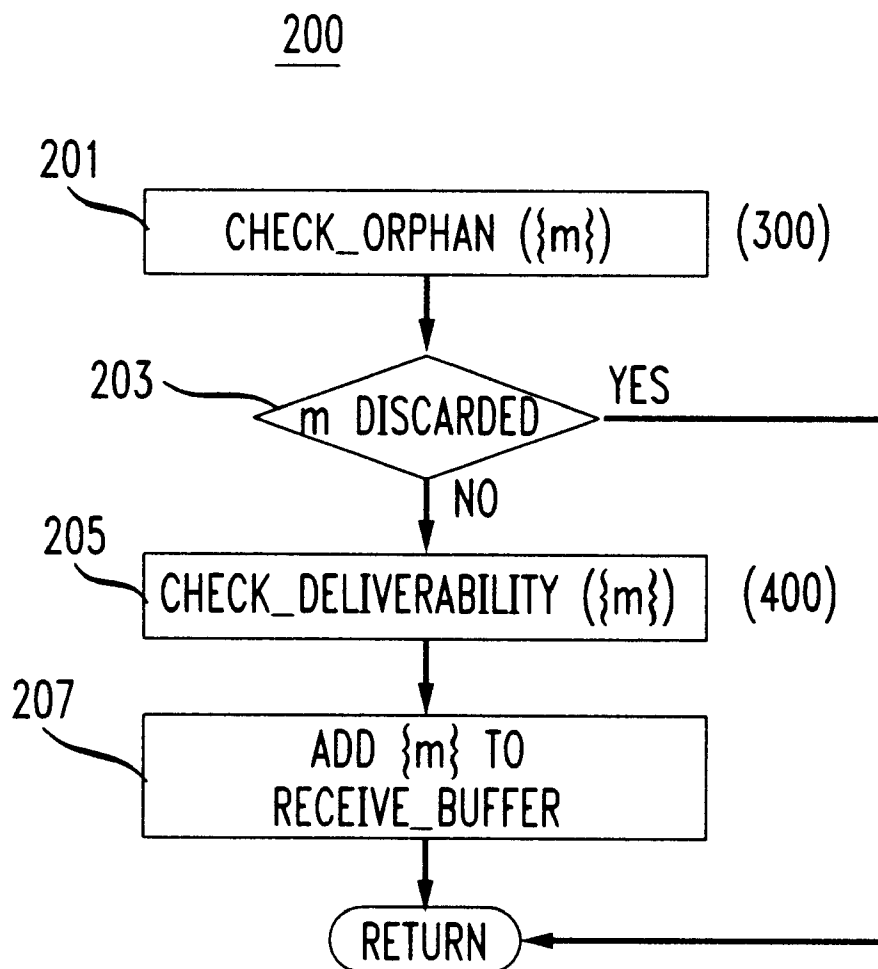 200
201
CHECK_ORPHAN ({m}) (300)
203
m DISCARDED
YES
NO
205
CHECK_DELIVERABILITY ({m}) (400)
207
ADD {m} TO
RECEIVE_BUFFER
RETURN